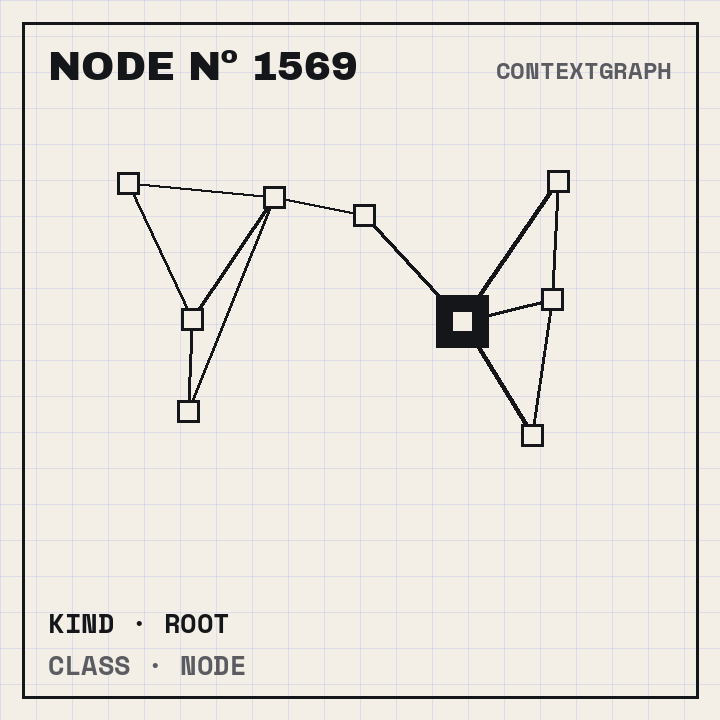 NODE Nº 1569
CONTEXTGRAPH
KIND · ROOT
CLASS · NODE